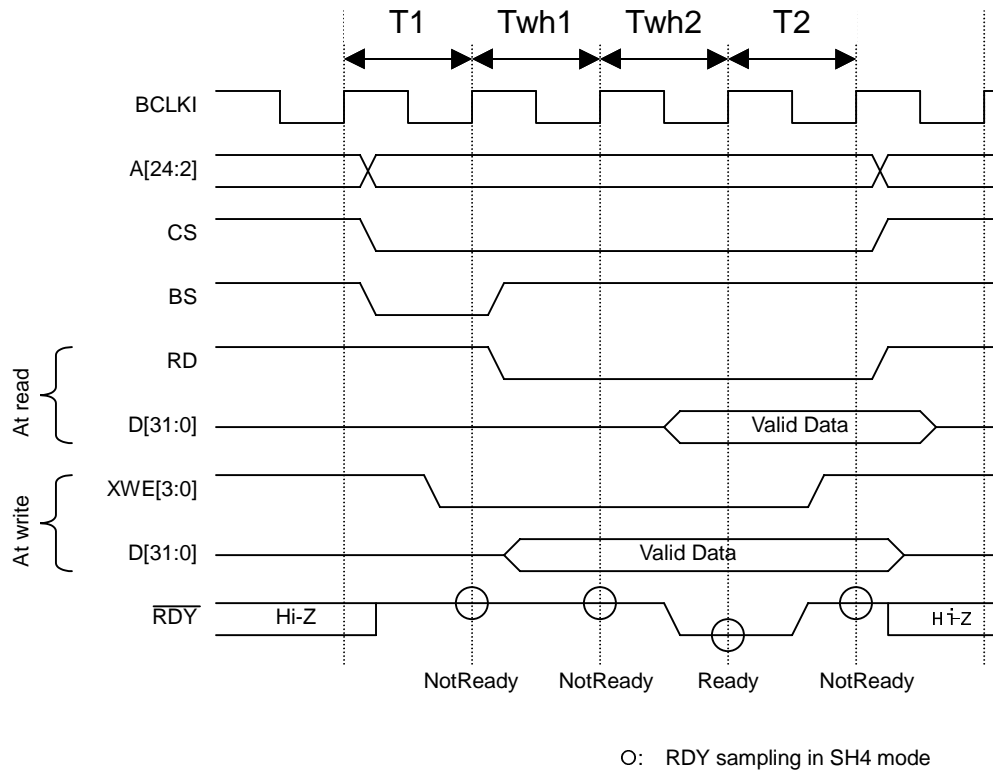 T1 Twh1 Twh2 T2
BCLKI
A[24:2]
CS
BS
At read
RD
D[31:0] Valid Data
At write
XWE[3:0]
D[31:0] Valid Data
RDY Hi-Z Hi-Z
NotReady NotReady Ready NotReady
O: RDY sampling in SH4 mode